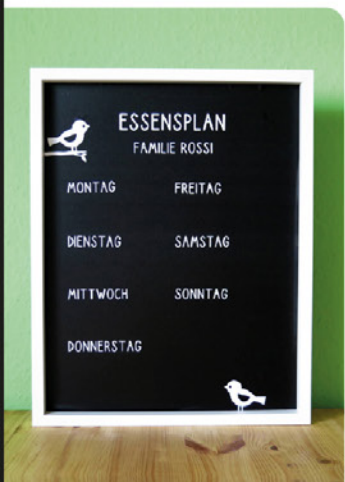 ESSENSPLAN
FAMILIE ROSSI
MONTAG
FREITAG
DIENSTAG
SAMSTAG
MITTWOCH
SONNTAG
DONNERSTAG